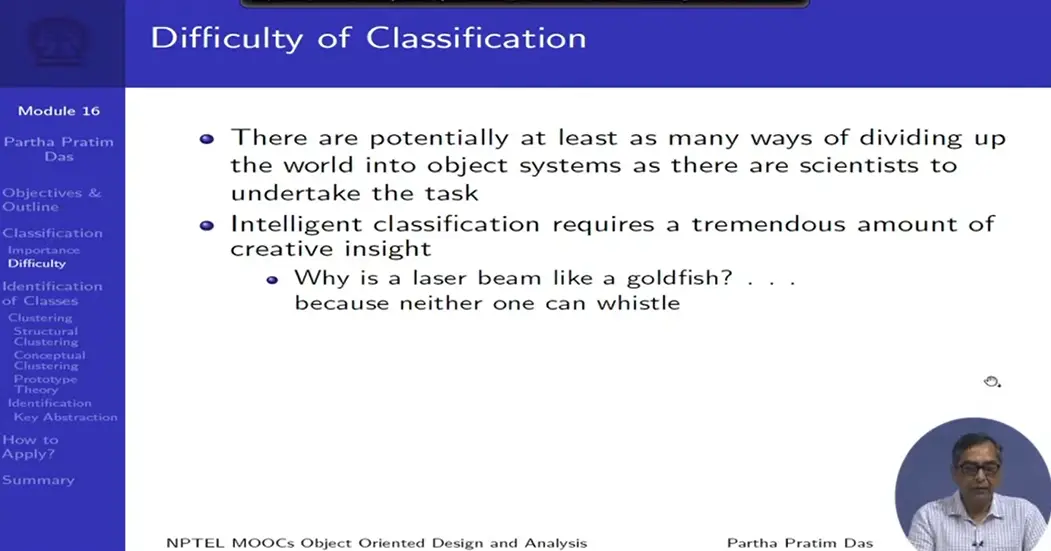 Difficulty of Classification
Module 16
Partha Pratim
Das
Objectives &
Outline
Classification
Importance
Difficulty
Identification
of Classes
Clustering
Structural
Clustering
Conceptual
Clustering
Prototype
Theory
Identification
Key Abstraction
How to
Apply?
Summary
There are potentially at least as many ways of dividing up
the world into object systems as there are scientists to
undertake the task
Intelligent classification requires a tremendous amount of
creative insight
Why is a laser beam like a goldfish? . . .
because neither one can whistle
NPTEL MOOCs Object Oriented Design and Analysis
Partha Pratim Das